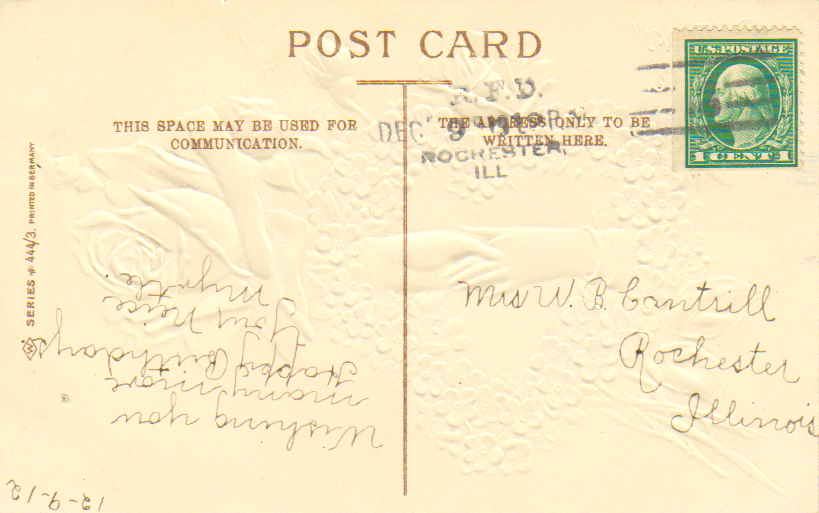 POST CARD
THIS SPACE MAY BE USED FOR
COMMUNICATION.
THE ADDRESS ONLY TO BE
WRITTEN HERE.
R.F.D.
DEC 9
ROCHESTER,
ILL
U.S. POSTAGE
1 CENT 1
SERIES No 444/3. PRINTED IN GERMANY
Mrs W. B. Cantrill
Rochester
Illinois
Wishing you
many more
Happy Birthdays
Your neice
Myrtle.
12-9-12